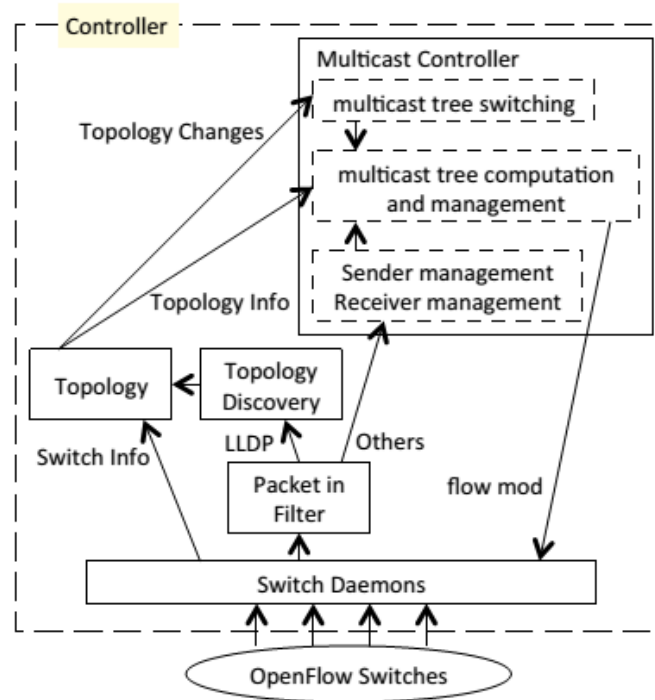 Controller
Multicast Controller
multicast tree switching
Topology Changes
multicast tree computation
and management
Sender management
Receiver management
Topology Info
Topology
Topology
Discovery
Switch Info
LLDP
Others
Packet in
Filter
flow mod
Switch Daemons
OpenFlow Switches